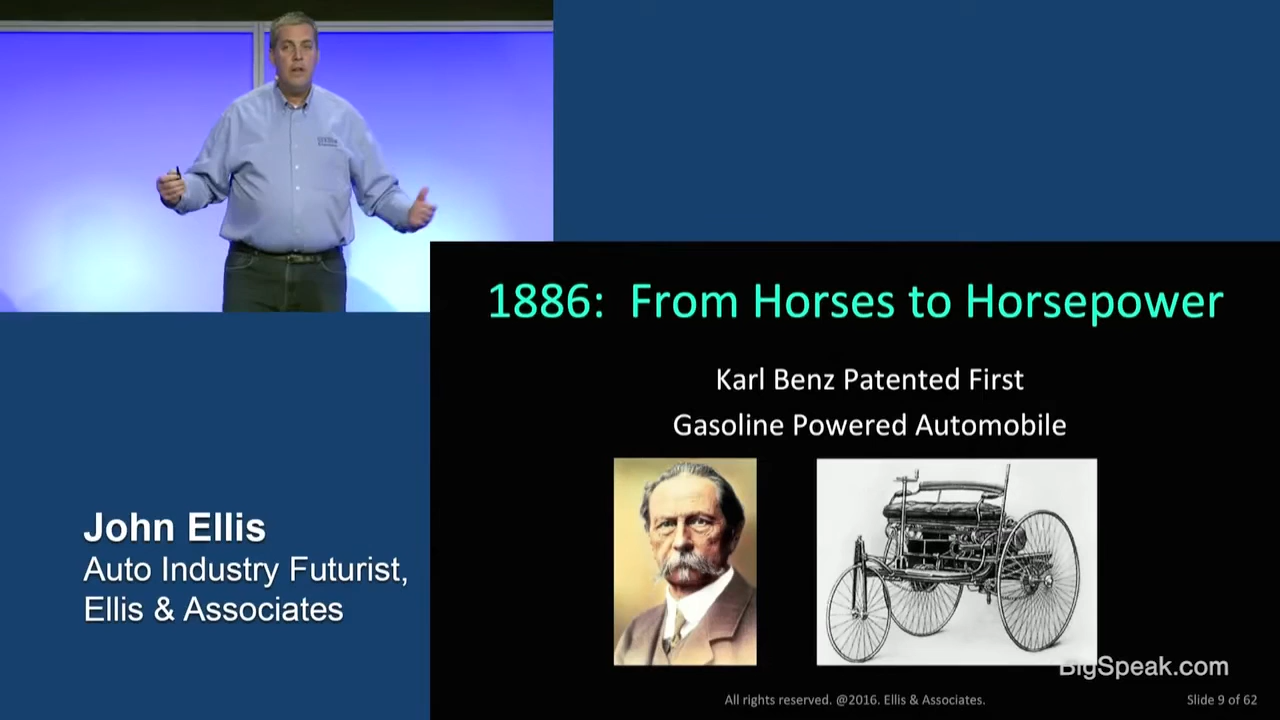 1886: From Horses to Horsepower
Karl Benz Patented First
Gasoline Powered Automobile
John Ellis
Auto Industry Futurist,
Ellis & Associates
BigSpeak.com
All rights reserved. @2016. Ellis & Associates.
Slide 9 of 62